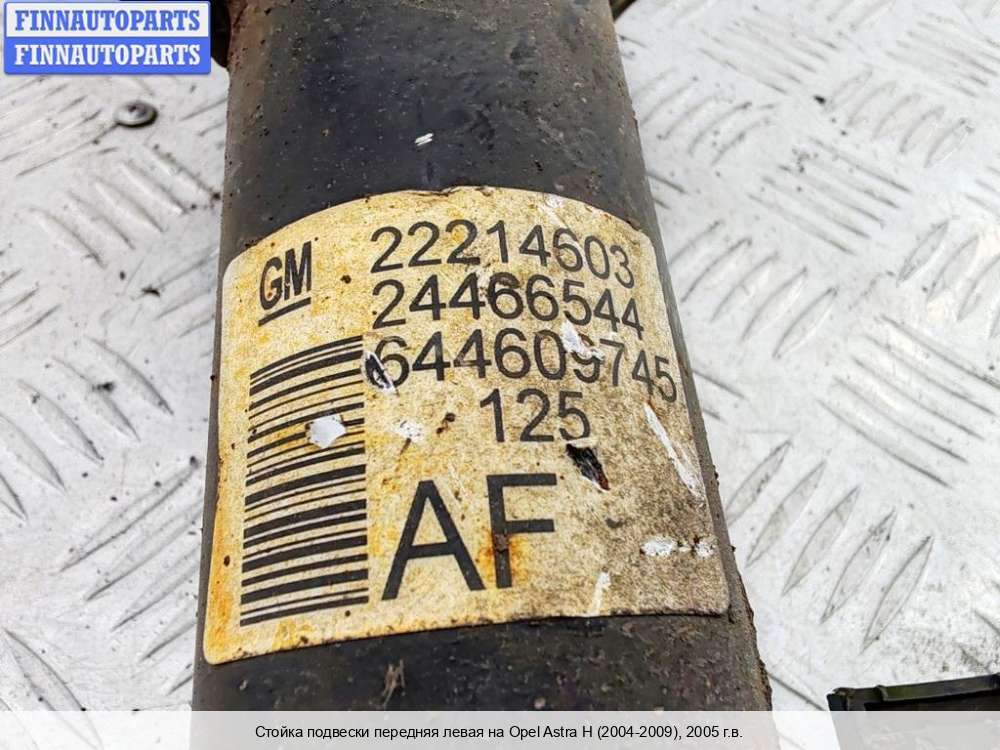 FINNAUTOPARTS
FINNAUTOPARTS
GM 22214603
24466544
644609745
125
AF
Стойка подвески передняя левая на Opel Astra H (2004-2009), 2005 г.в.